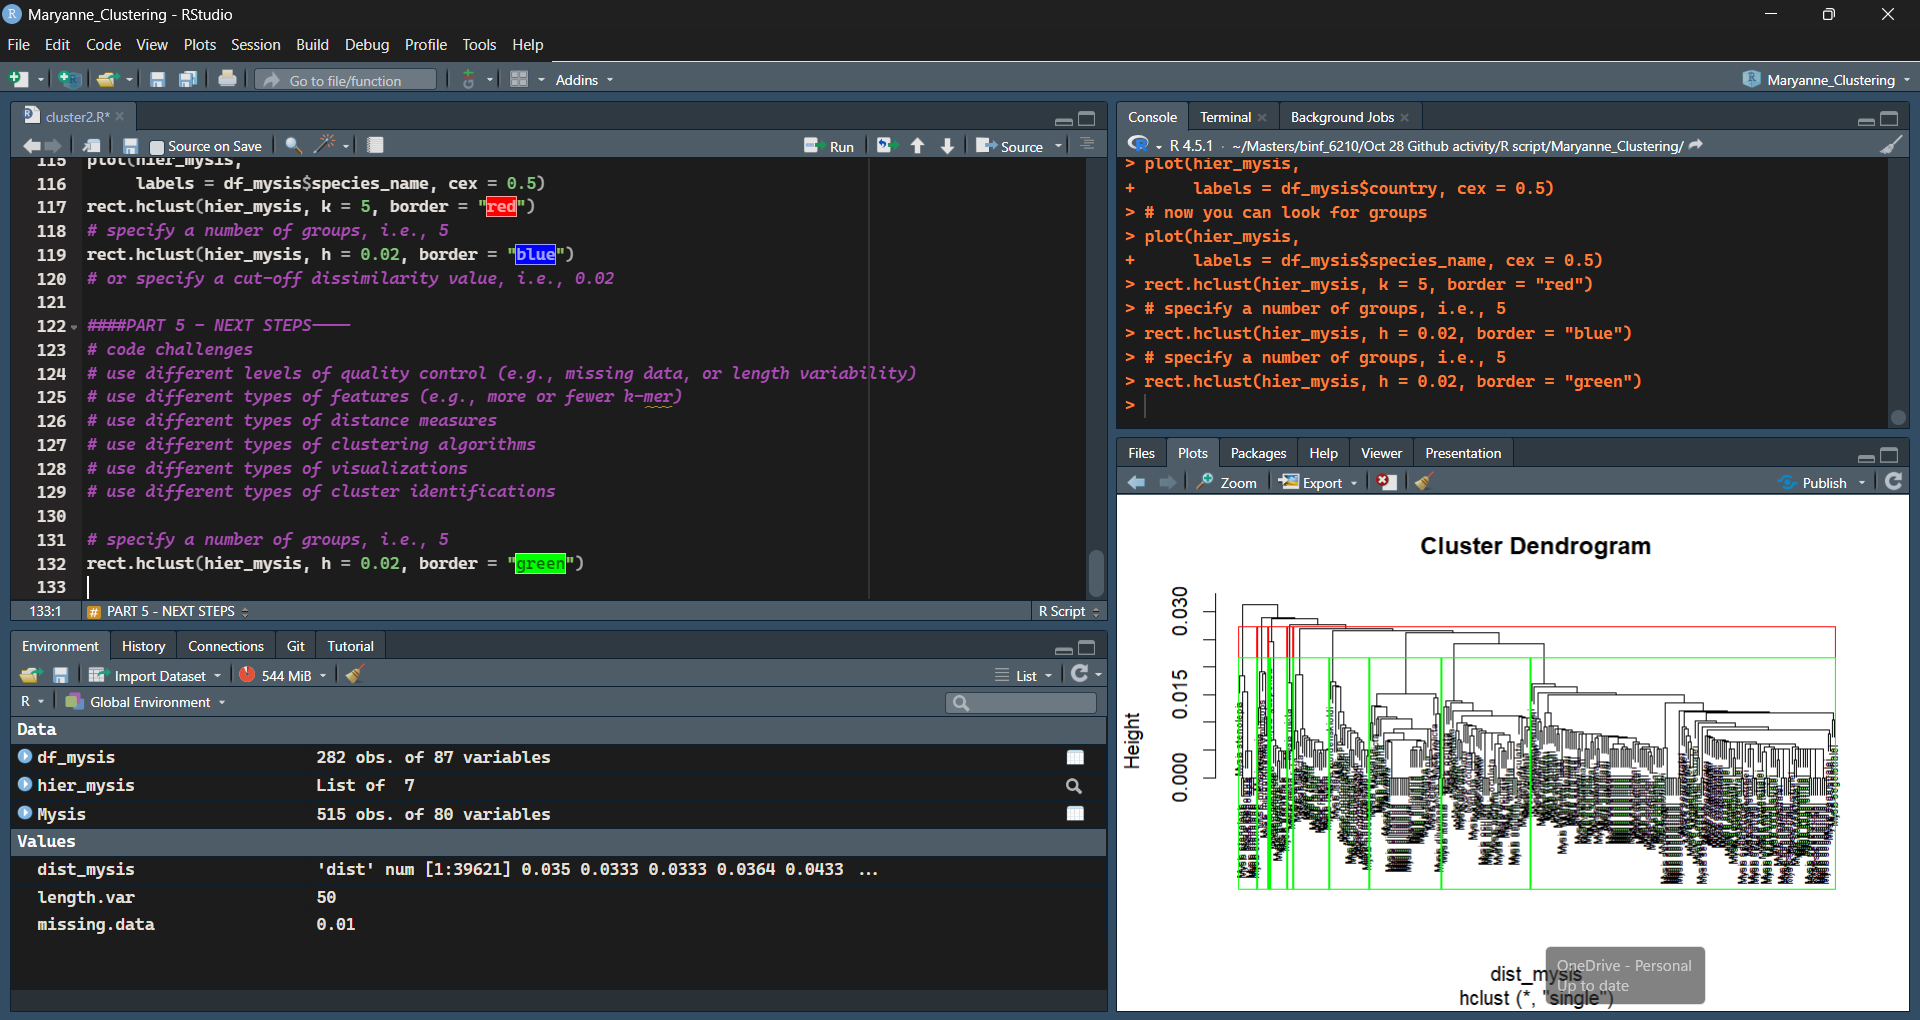 Maryanne_Clustering - RStudio
File Edit Code View Plots Session Build Debug Profile Tools Help
Go to file/function Addins Maryanne_Clustering
cluster2.R*
Source on Save Run Source
115 plot(hier_mysis,
116 labels = df_mysis$species_name, cex = 0.5)
117 rect.hclust(hier_mysis, k = 5, border = "red")
118 # specify a number of groups, i.e., 5
119 rect.hclust(hier_mysis, h = 0.02, border = "blue")
120 # or specify a cut-off dissimilarity value, i.e., 0.02
121
122 ####PART 5 - NEXT STEPS----
123 # code challenges
124 # use different levels of quality control (e.g., missing data, or length variability)
125 # use different types of features (e.g., more or fewer k-mer)
126 # use different types of distance measures
127 # use different types of clustering algorithms
128 # use different types of visualizations
129 # use different types of cluster identifications
130
131 # specify a number of groups, i.e., 5
132 rect.hclust(hier_mysis, h = 0.02, border = "green")
133
133:1 # PART 5 - NEXT STEPS R Script
Environment History Connections Git Tutorial
Import Dataset 544 MiB List
R Global Environment
Data
df_mysis 282 obs. of 87 variables
hier_mysis List of 7
Mysis 515 obs. of 80 variables
Values
dist_mysis 'dist' num [1:39621] 0.035 0.0333 0.0333 0.0364 0.0433 ...
length.var 50
missing.data 0.01
Console Terminal Background Jobs
R 4.5.1 · ~/Masters/binf_6210/Oct 28 Github activity/R script/Maryanne_Clustering/
> plot(hier_mysis,
+ labels = df_mysis$country, cex = 0.5)
> # now you can look for groups
> plot(hier_mysis,
+ labels = df_mysis$species_name, cex = 0.5)
> rect.hclust(hier_mysis, k = 5, border = "red")
> # specify a number of groups, i.e., 5
> rect.hclust(hier_mysis, h = 0.02, border = "blue")
> # specify a number of groups, i.e., 5
> rect.hclust(hier_mysis, h = 0.02, border = "green")
>
Files Plots Packages Help Viewer Presentation
Zoom Export Publish
Cluster Dendrogram
Height
0.030
0.015
0.000
dist_mysis
hclust (*, "single")
OneDrive - Personal
Up to date